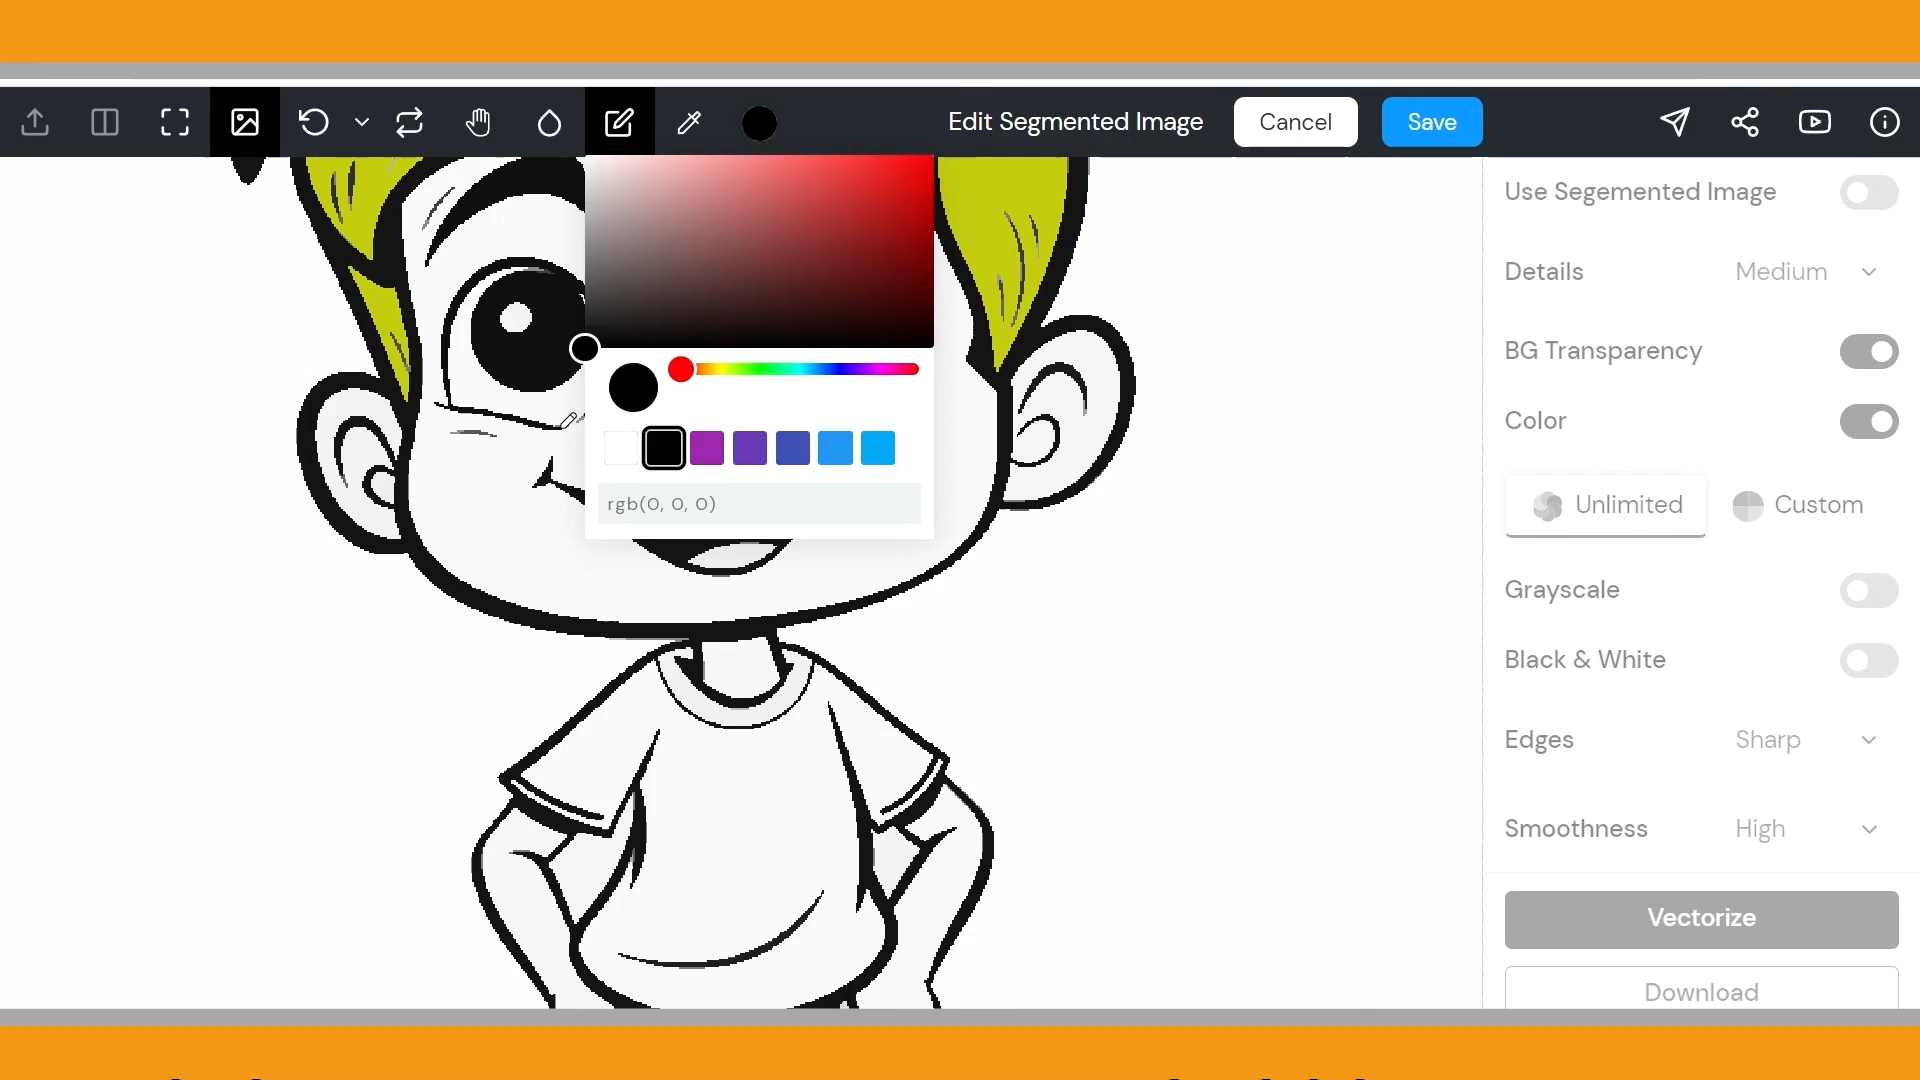 Edit Segmented Image
Cancel
Save
Use Segemented Image
Details
Medium
BG Transparency
Color
Unlimited
Custom
rgb(0, 0, 0)
Grayscale
Black & White
Edges
Sharp
Smoothness
High
Vectorize
Download